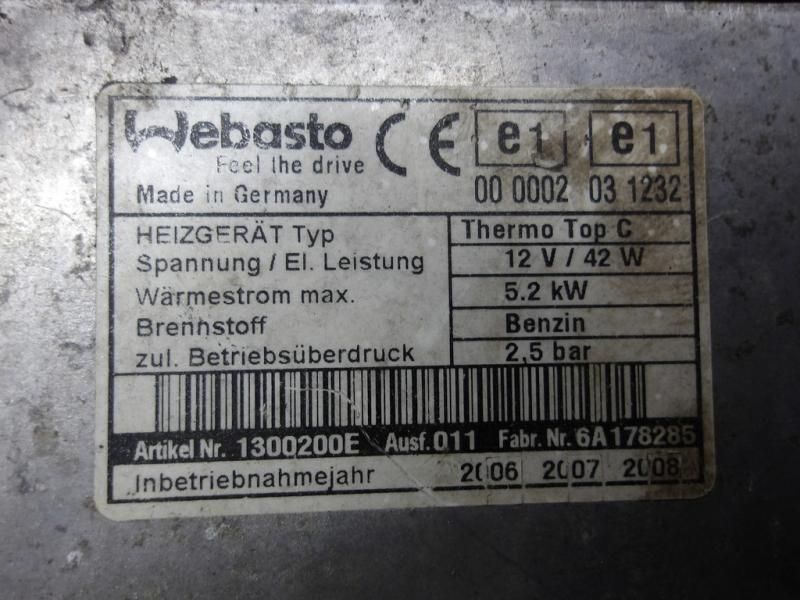 Webasto
Feel the drive
Made in Germany
CE
e1 e1
00 0002 03 1232
HEIZGERÄT Typ Thermo Top C
Spannung / El. Leistung 12 V / 42 W
Wärmestrom max. 5.2 kW
Brennstoff Benzin
zul. Betriebsüberdruck 2,5 bar
Artikel Nr. 1300200E Ausf. 011 Fabr. Nr. 6A178285
Inbetriebnahmejahr 2006 2007 2008